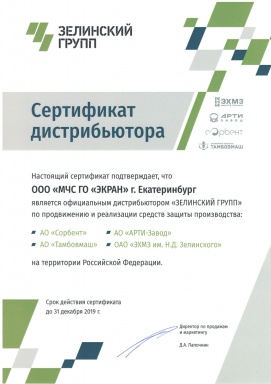 ЗЕЛИНСКИЙ
ГРУПП
Сертификат
дистрибьютора
ЭХМЗ
АРТИ
ЗАВОД
Сорбент
ТАМБОВМАШ
Настоящий сертификат подтверждает, что
ООО «МЧС ГО «ЭКРАН» г. Екатеринбург
является официальным дистрибьютором «ЗЕЛИНСКИЙ ГРУПП»
по продвижению и реализации средств защиты производства:
АО «Сорбент» АО «АРТИ-Завод»
АО «Тамбовмаш» ОАО «ЭХМЗ им. Н.Д. Зелинского»
на территории Российской Федерации.
Срок действия сертификата
до 31 декабря 2019 г.
Директор по продажам
и маркетингу
Д.А. Лапочкин